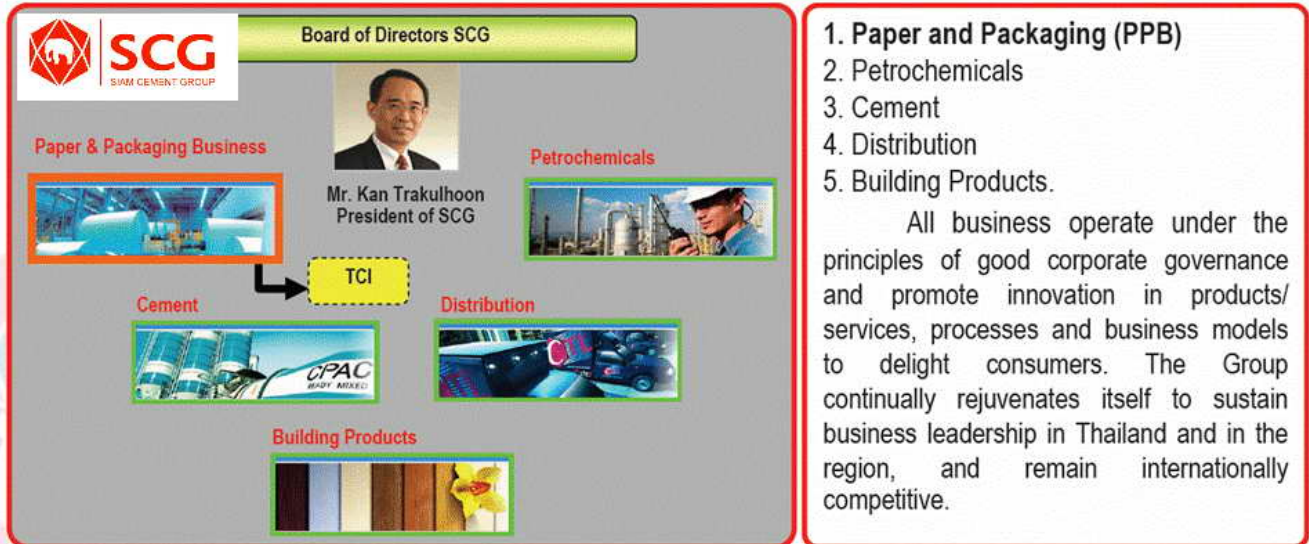 SCG
SIAM CEMENT GROUP
Board of Directors SCG
Paper & Packaging Business
Mr. Kan Trakulhoon
President of SCG
Petrochemicals
TCI
Cement
CPAC
READY MIXED
Distribution
Building Products
1. Paper and Packaging (PPB)
2. Petrochemicals
3. Cement
4. Distribution
5. Building Products.
All business operate under the
principles of good corporate governance
and promote innovation in products/
services, processes and business models
to delight consumers. The Group
continually rejuvenates itself to sustain
business leadership in Thailand and in the
region, and remain internationally
competitive.